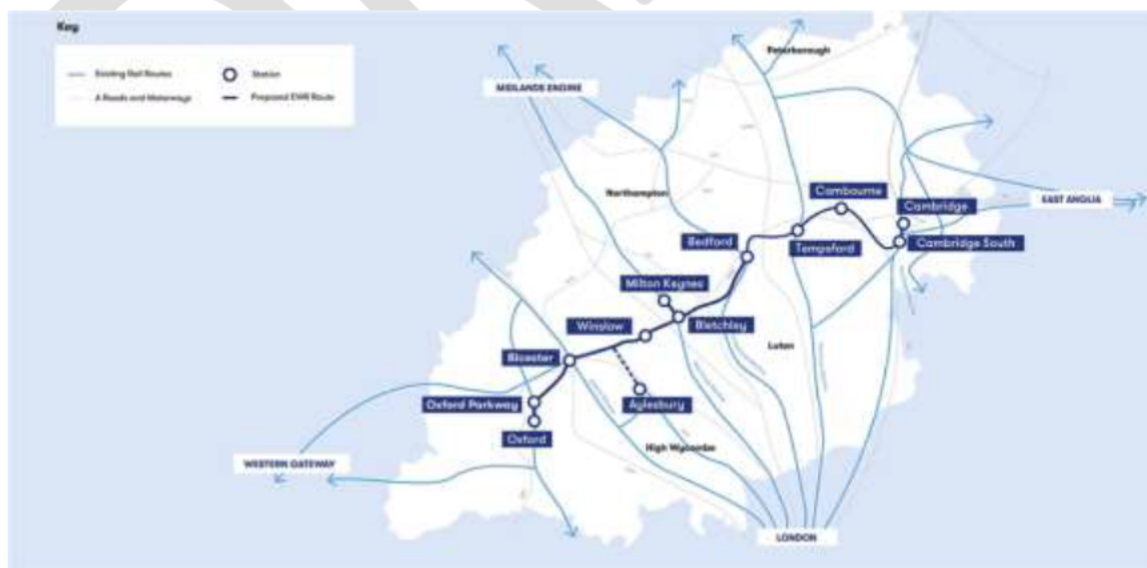 Key
Existing Rail Routes
Station
A Roads and Motorways
Proposed EWR Route
Peterborough
MIDLANDS ENGINE
Northampton
Cambourne
Cambridge
EAST ANGLIA
Bedford
Tempsford
Cambridge South
Milton Keynes
Winslow
Bletchley
Luton
Bicester
Oxford Parkway
Aylesbury
Oxford
High Wycombe
WESTERN GATEWAY
LONDON